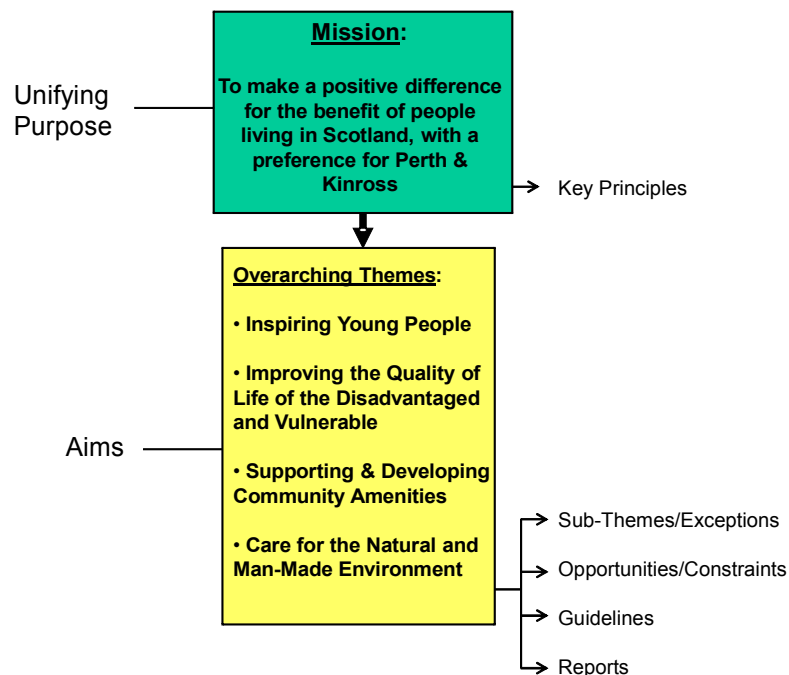 Mission:
To make a positive difference
for the benefit of people
living in Scotland, with a
preference for Perth &
Kinross
Unifying
Purpose
Key Principles
Overarching Themes:
• Inspiring Young People
• Improving the Quality of
Life of the Disadvantaged
and Vulnerable
• Supporting & Developing
Community Amenities
• Care for the Natural and
Man-Made Environment
Aims
Sub-Themes/Exceptions
Opportunities/Constraints
Guidelines
Reports